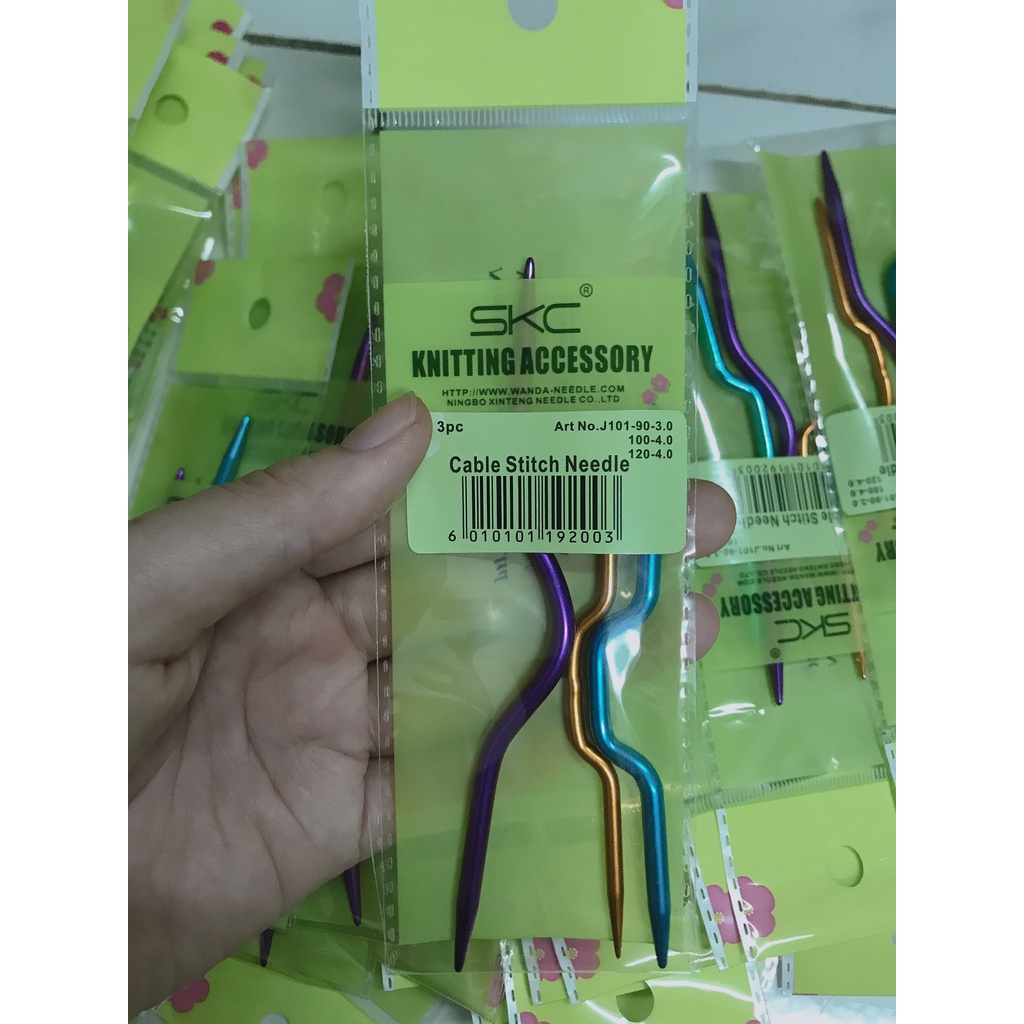 SKC®
KNITTING ACCESSORY
HTTP://WWW.WANDA-NEEDLE.COM
NINGBO XINTENG NEEDLE CO.,LTD
3pc
Art No.J101-90-3.0
100-4.0
120-4.0
Cable Stitch Needle
6 010101 192003